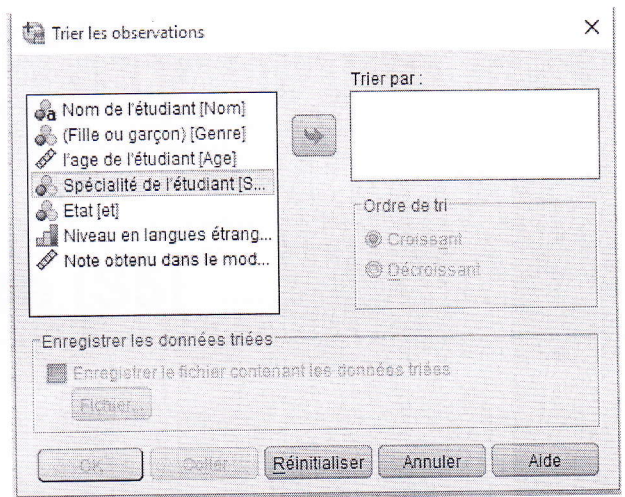 Trier les observations
Trier par :
Nom de l'étudiant [Nom]
(Fille ou garçon) [Genre]
l'age de l'étudiant [Age]
Spécialité de l'étudiant [S...
Etat [et]
Niveau en langues étrang...
Note obtenu dans le mod...
Ordre de tri
Croissant
Décroissant
Enregistrer les données triées
Enregistrer le fichier contenant les données triées
Fichier...
OK
Coller
Réinitialiser
Annuler
Aide